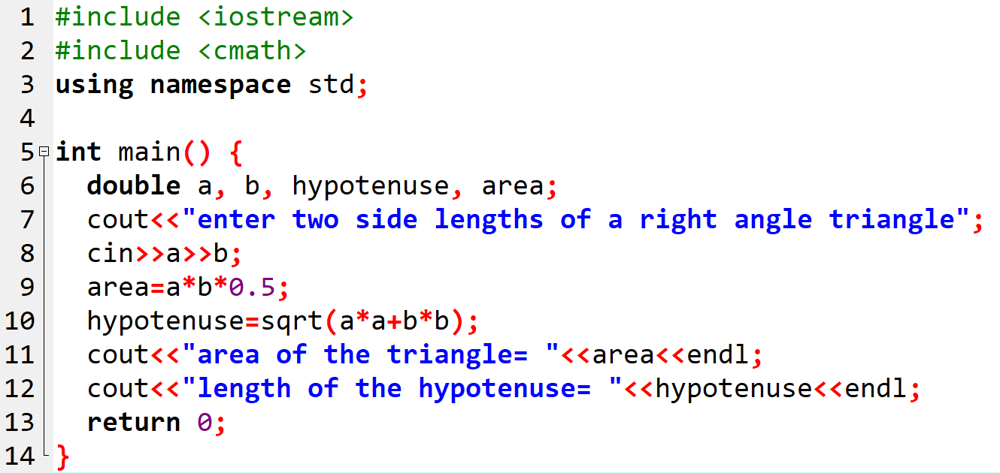 1 #include <iostream>
2 #include <cmath>
3 using namespace std;
4
5 int main() {
6   double a, b, hypotenuse, area;
7   cout<<"enter two side lengths of a right angle triangle";
8   cin>>a>>b;
9   area=a*b*0.5;
10   hypotenuse=sqrt(a*a+b*b);
11   cout<<"area of the triangle= "<<area<<endl;
12   cout<<"length of the hypotenuse= "<<hypotenuse<<endl;
13   return 0;
14 }